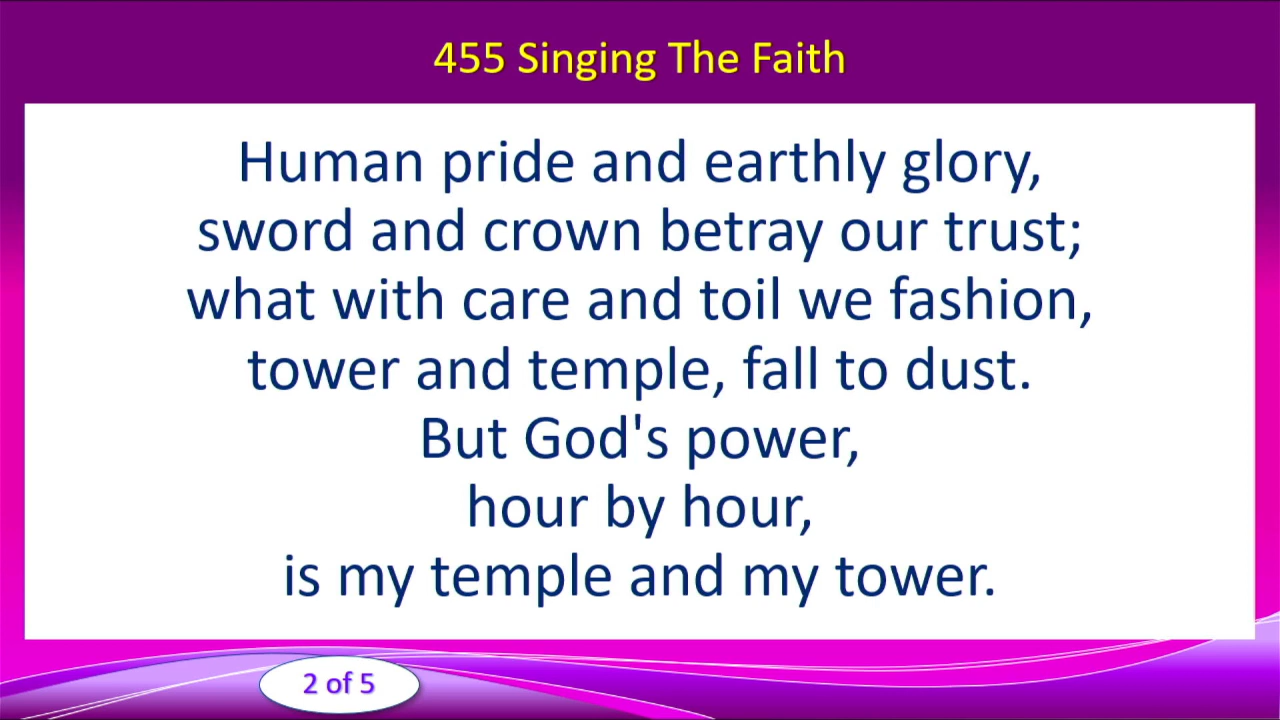 455 Singing The Faith
Human pride and earthly glory,
sword and crown betray our trust;
what with care and toil we fashion,
tower and temple, fall to dust.
But God's power,
hour by hour,
is my temple and my tower.
2 of 5